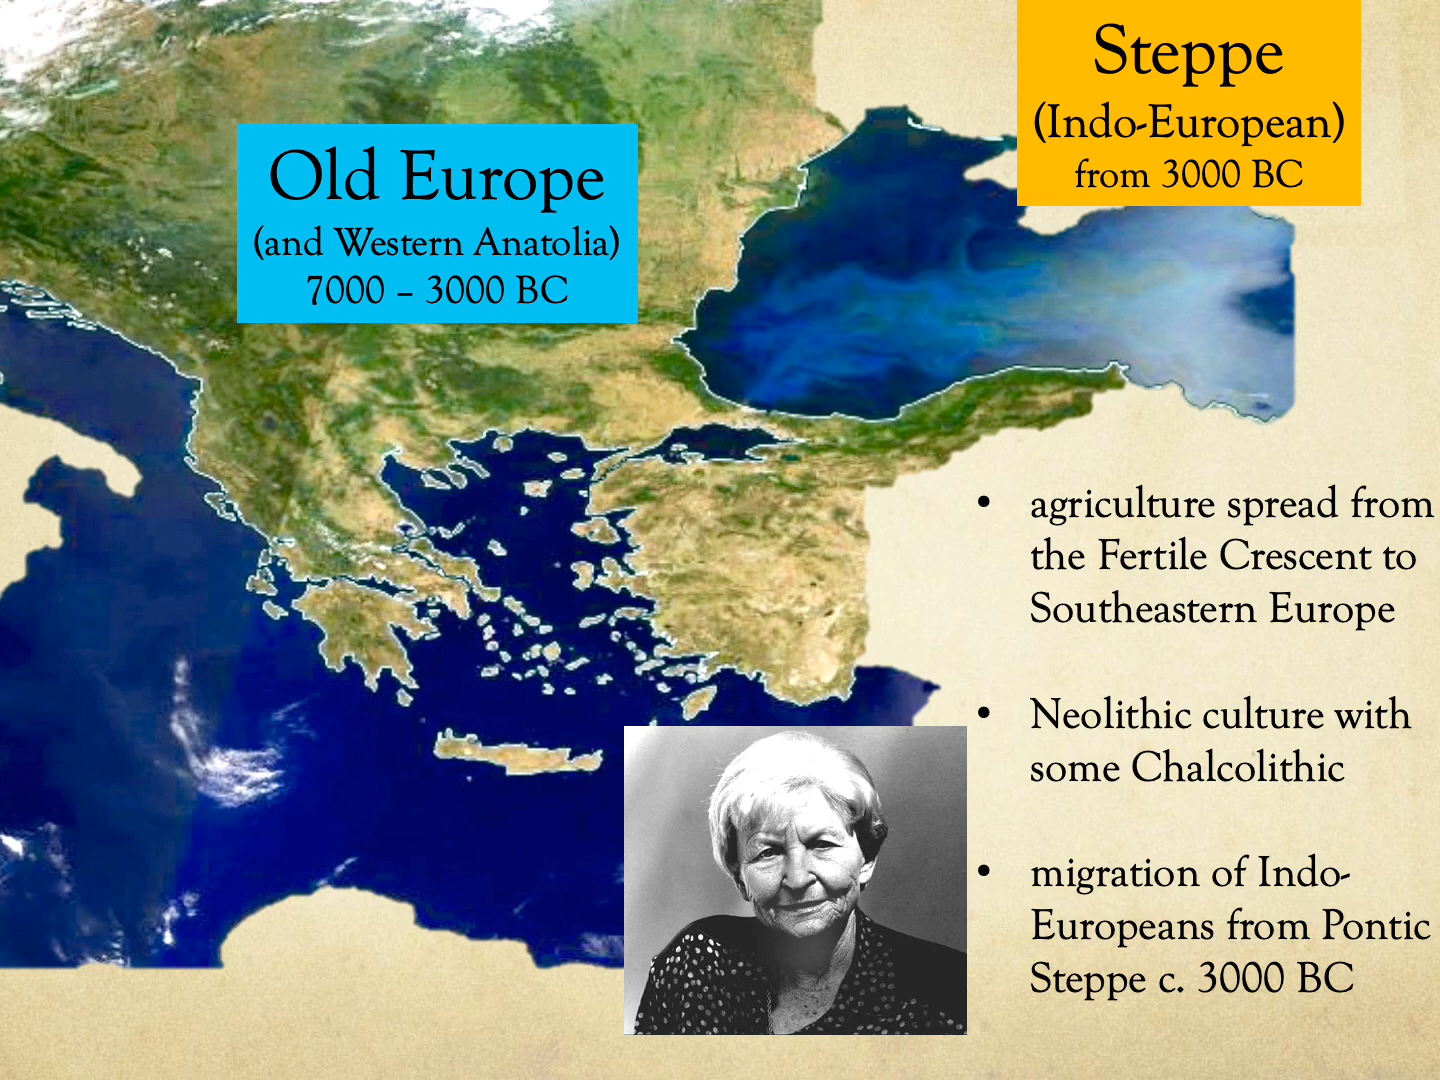 Old Europe
(and Western Anatolia)
7000 – 3000 BC
Steppe
(Indo-European)
from 3000 BC
• agriculture spread from
the Fertile Crescent to
Southeastern Europe
• Neolithic culture with
some Chalcolithic
• migration of Indo-
Europeans from Pontic
Steppe c. 3000 BC